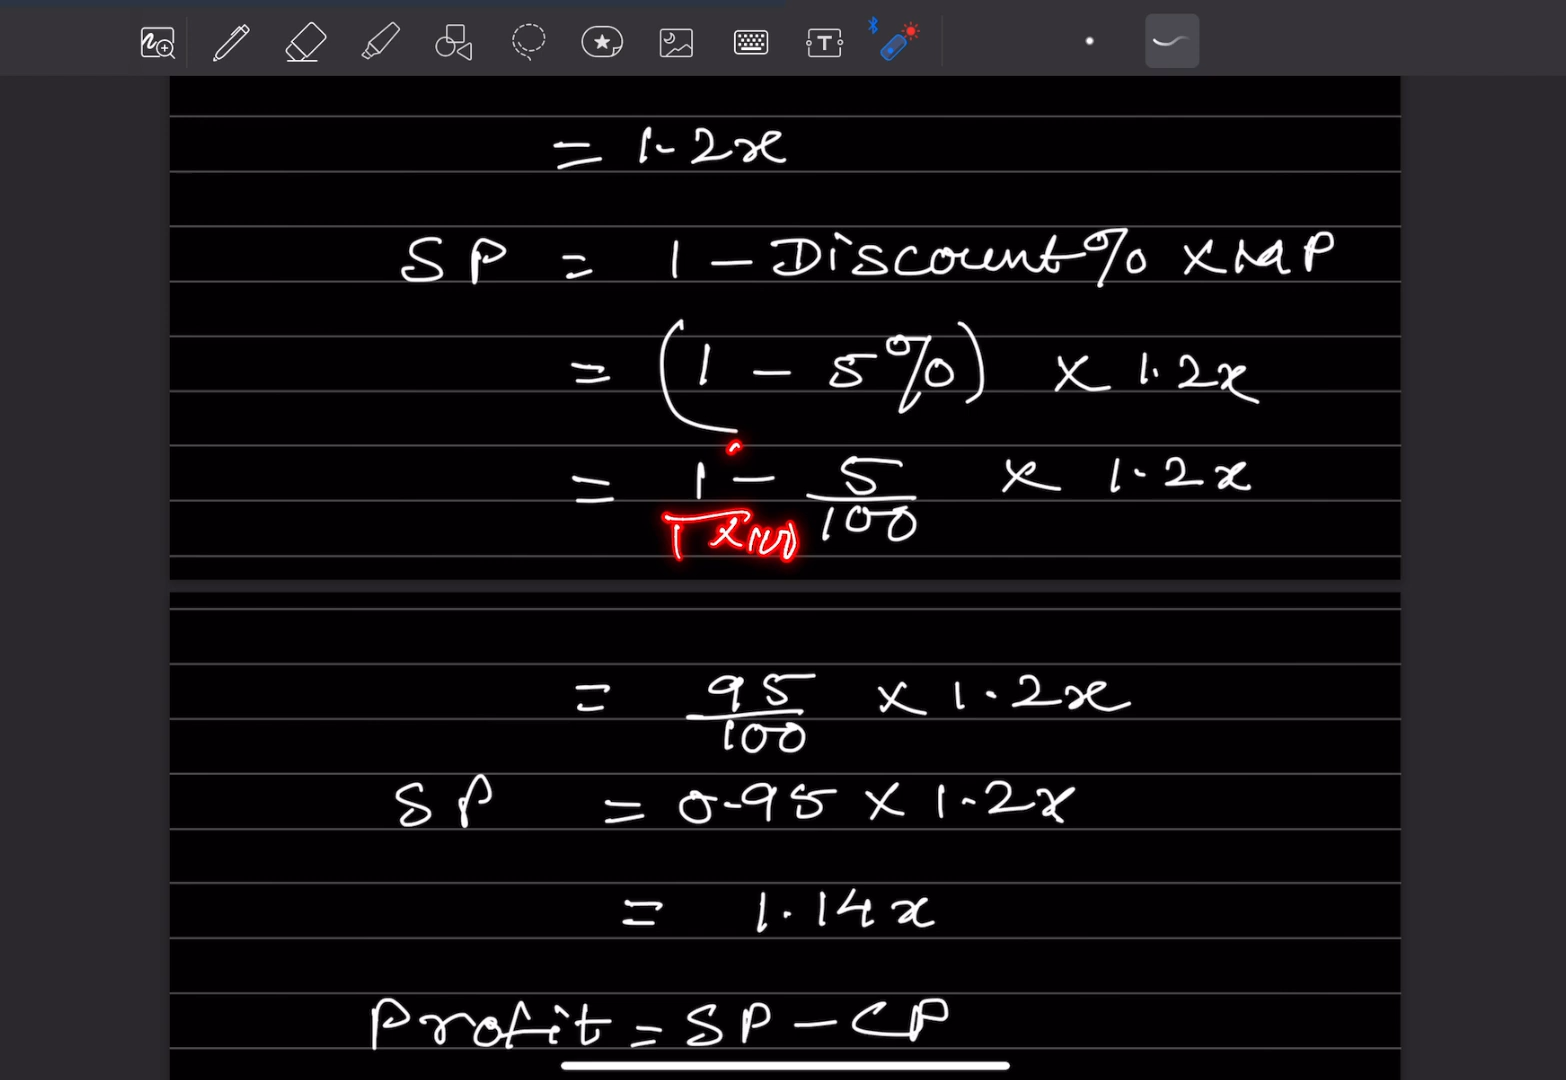 = 1.2x
SP = 1 - Discount% x MP
= (1 - 5%) x 1.2x
= 1 - 5/100 x 1.2x
1 x 100
= 95/100 x 1.2x
SP = 0.95 x 1.2x
= 1.14x
Profit = SP - CP